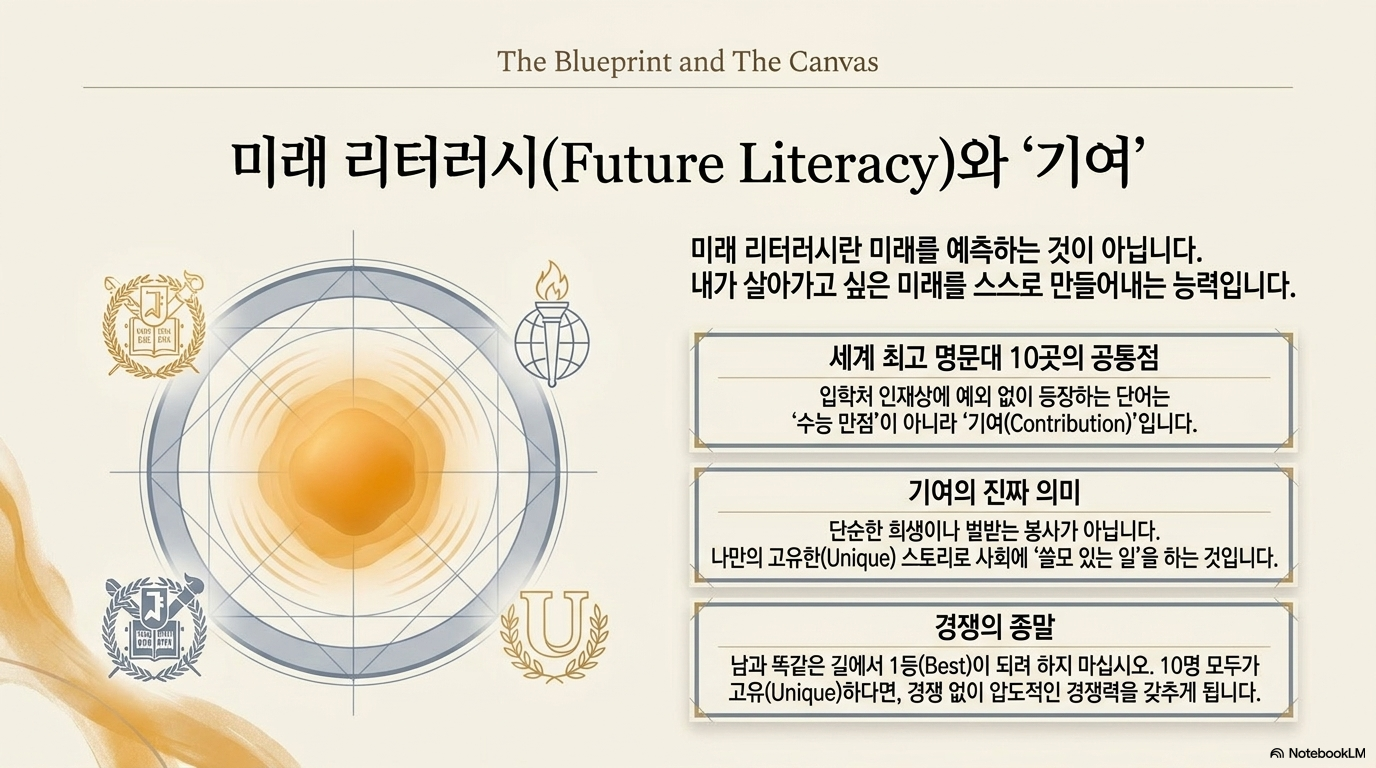 The Blueprint and The Canvas
미래 리터러시(Future Literacy)와 ‘기여’
미래 리터러시란 미래를 예측하는 것이 아닙니다.
내가 살아가고 싶은 미래를 스스로 만들어내는 능력입니다.
세계 최고 명문대 10곳의 공통점
입학처 인재상에 예외 없이 등장하는 단어는
‘수능 만점’이 아니라 ‘기여(Contribution)’입니다.
기여의 진짜 의미
단순한 희생이나 벌받는 봉사가 아닙니다.
나만의 고유한(Unique) 스토리로 사회에 ‘쓸모 있는 일’을 하는 것입니다.
경쟁의 종말
남과 똑같은 길에서 1등(Best)이 되려 하지 마십시오. 10명 모두가
고유(Unique)하다면, 경쟁 없이 압도적인 경쟁력을 갖추게 됩니다.
U
NotebookLM